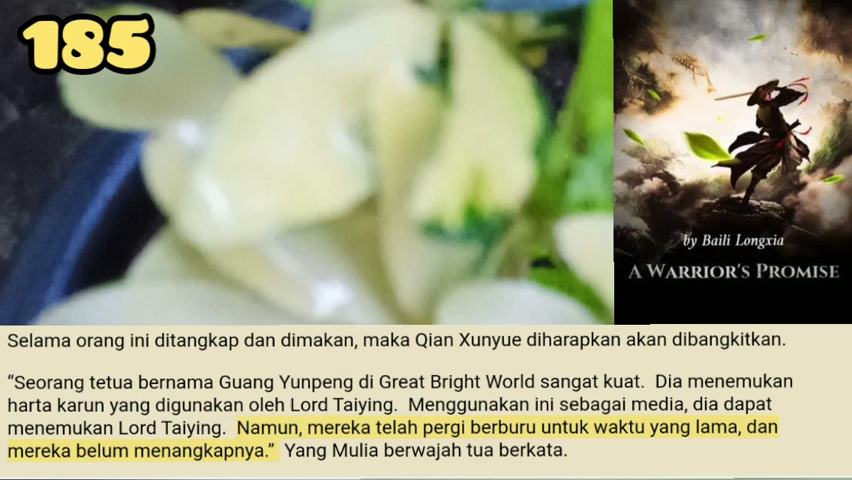 185
by Baili Longxia
A WARRIOR'S PROMISE
Selama orang ini ditangkap dan dimakan, maka Qian Xunyue diharapkan akan dibangkitkan.
“Seorang tetua bernama Guang Yunpeng di Great Bright World sangat kuat.  Dia menemukan
harta karun yang digunakan oleh Lord Taiying.  Menggunakan ini sebagai media, dia dapat
menemukan Lord Taiying.  Namun, mereka telah pergi berburu untuk waktu yang lama, dan
mereka belum menangkapnya.”  Yang Mulia berwajah tua berkata.